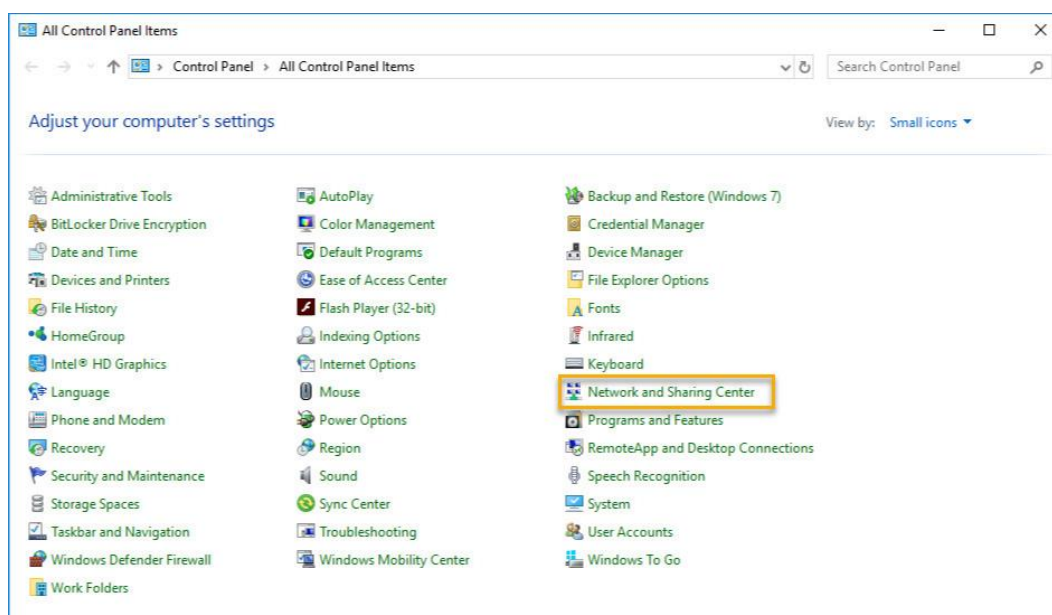 All Control Panel Items
Control Panel > All Control Panel Items
Search Control Panel
Adjust your computer's settings
View by: Small icons
Administrative Tools
AutoPlay
Backup and Restore (Windows 7)
BitLocker Drive Encryption
Color Management
Credential Manager
Date and Time
Default Programs
Device Manager
Devices and Printers
Ease of Access Center
File Explorer Options
File History
Flash Player (32-bit)
Fonts
HomeGroup
Indexing Options
Infrared
Intel® HD Graphics
Internet Options
Keyboard
Language
Mouse
Network and Sharing Center
Phone and Modem
Power Options
Programs and Features
Recovery
Region
RemoteApp and Desktop Connections
Security and Maintenance
Sound
Speech Recognition
Storage Spaces
Sync Center
System
Taskbar and Navigation
Troubleshooting
User Accounts
Windows Defender Firewall
Windows Mobility Center
Windows To Go
Work Folders